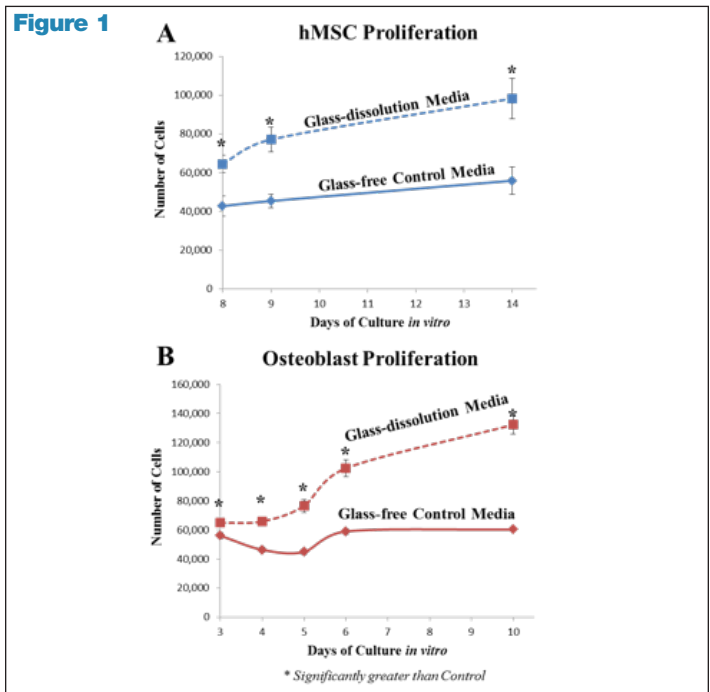 Figure 1
A
hMSC Proliferation
120,000
100,000
80,000
60,000
40,000
20,000
0
Number of Cells
*
*
*
Glass-dissolution Media
Glass-free Control Media
8
9
10
11
12
13
14
Days of Culture in vitro
B
Osteoblast Proliferation
160,000
140,000
120,000
100,000
80,000
60,000
40,000
20,000
0
Number of Cells
*
*
*
*
*
Glass-dissolution Media
Glass-free Control Media
3
4
5
6
7
8
9
10
Days of Culture in vitro
* Significantly greater than Control